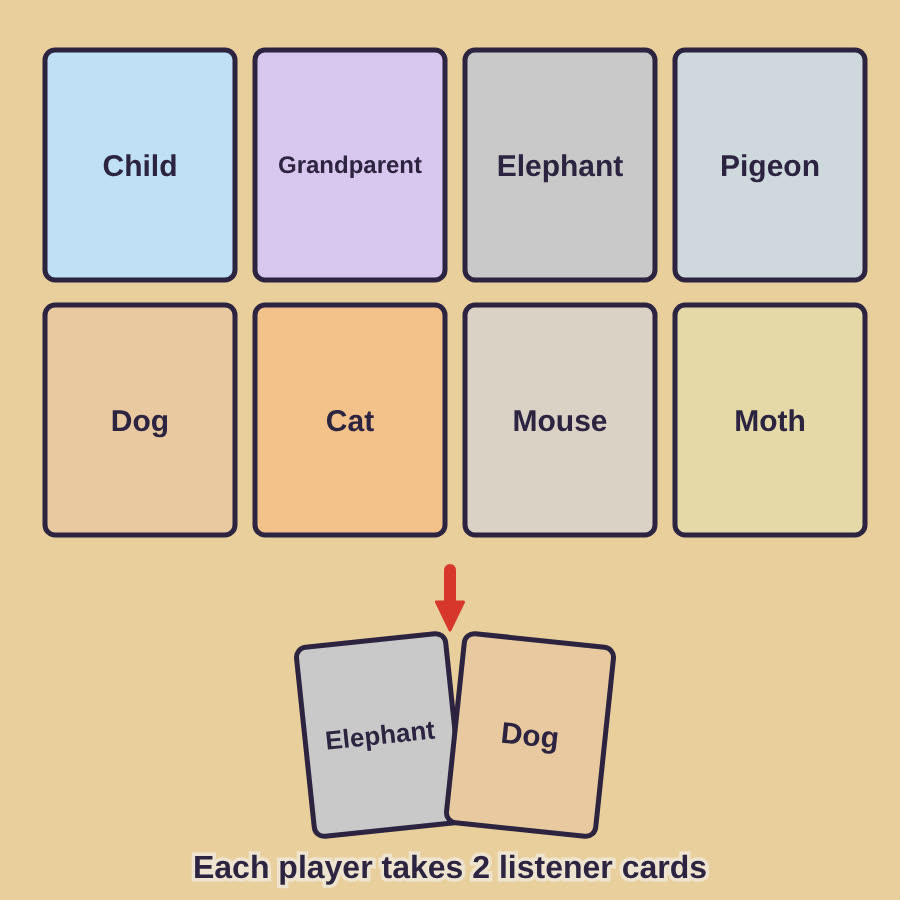 Child
Grandparent
Elephant
Pigeon
Dog
Cat
Mouse
Moth
Elephant
Dog
Each player takes 2 listener cards